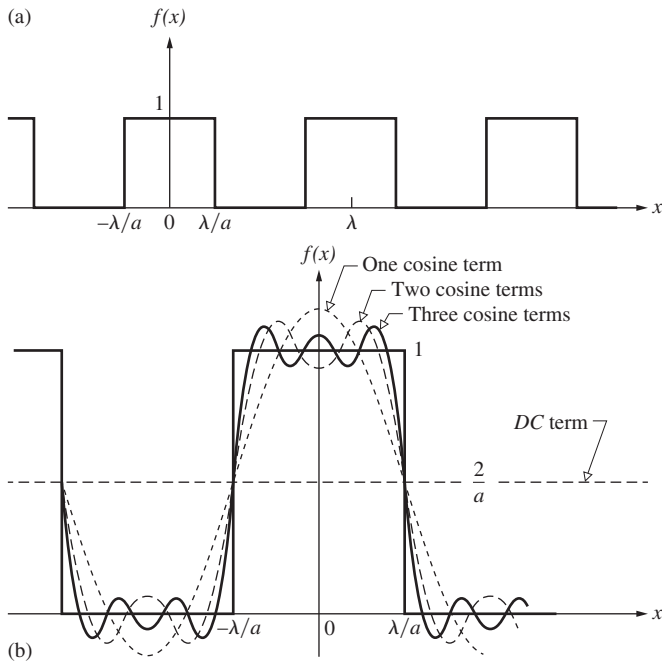 (a)
f(x)
1
−λ/a
0
λ/a
λ
x
f(x)
One cosine term
Two cosine terms
Three cosine terms
1
DC term
2
a
−λ/a
0
λ/a
x
(b)